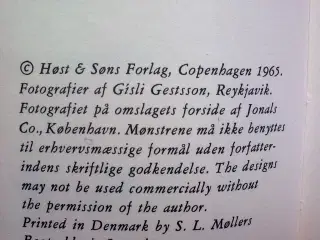 © Høst & Søns Forlag, Copenhagen 1965.
Fotografier af Gísli Gestsson, Reykjavik.
Fotografiet på omslagets forside af Jonals
Co., København. Mønstrene må ikke benyttes
til erhvervsmæssige formål uden forfatter-
indens skriftlige godkendelse. The designs
may not be used commercially without
the permission of the author.
Printed in Denmark by S. L. Møllers